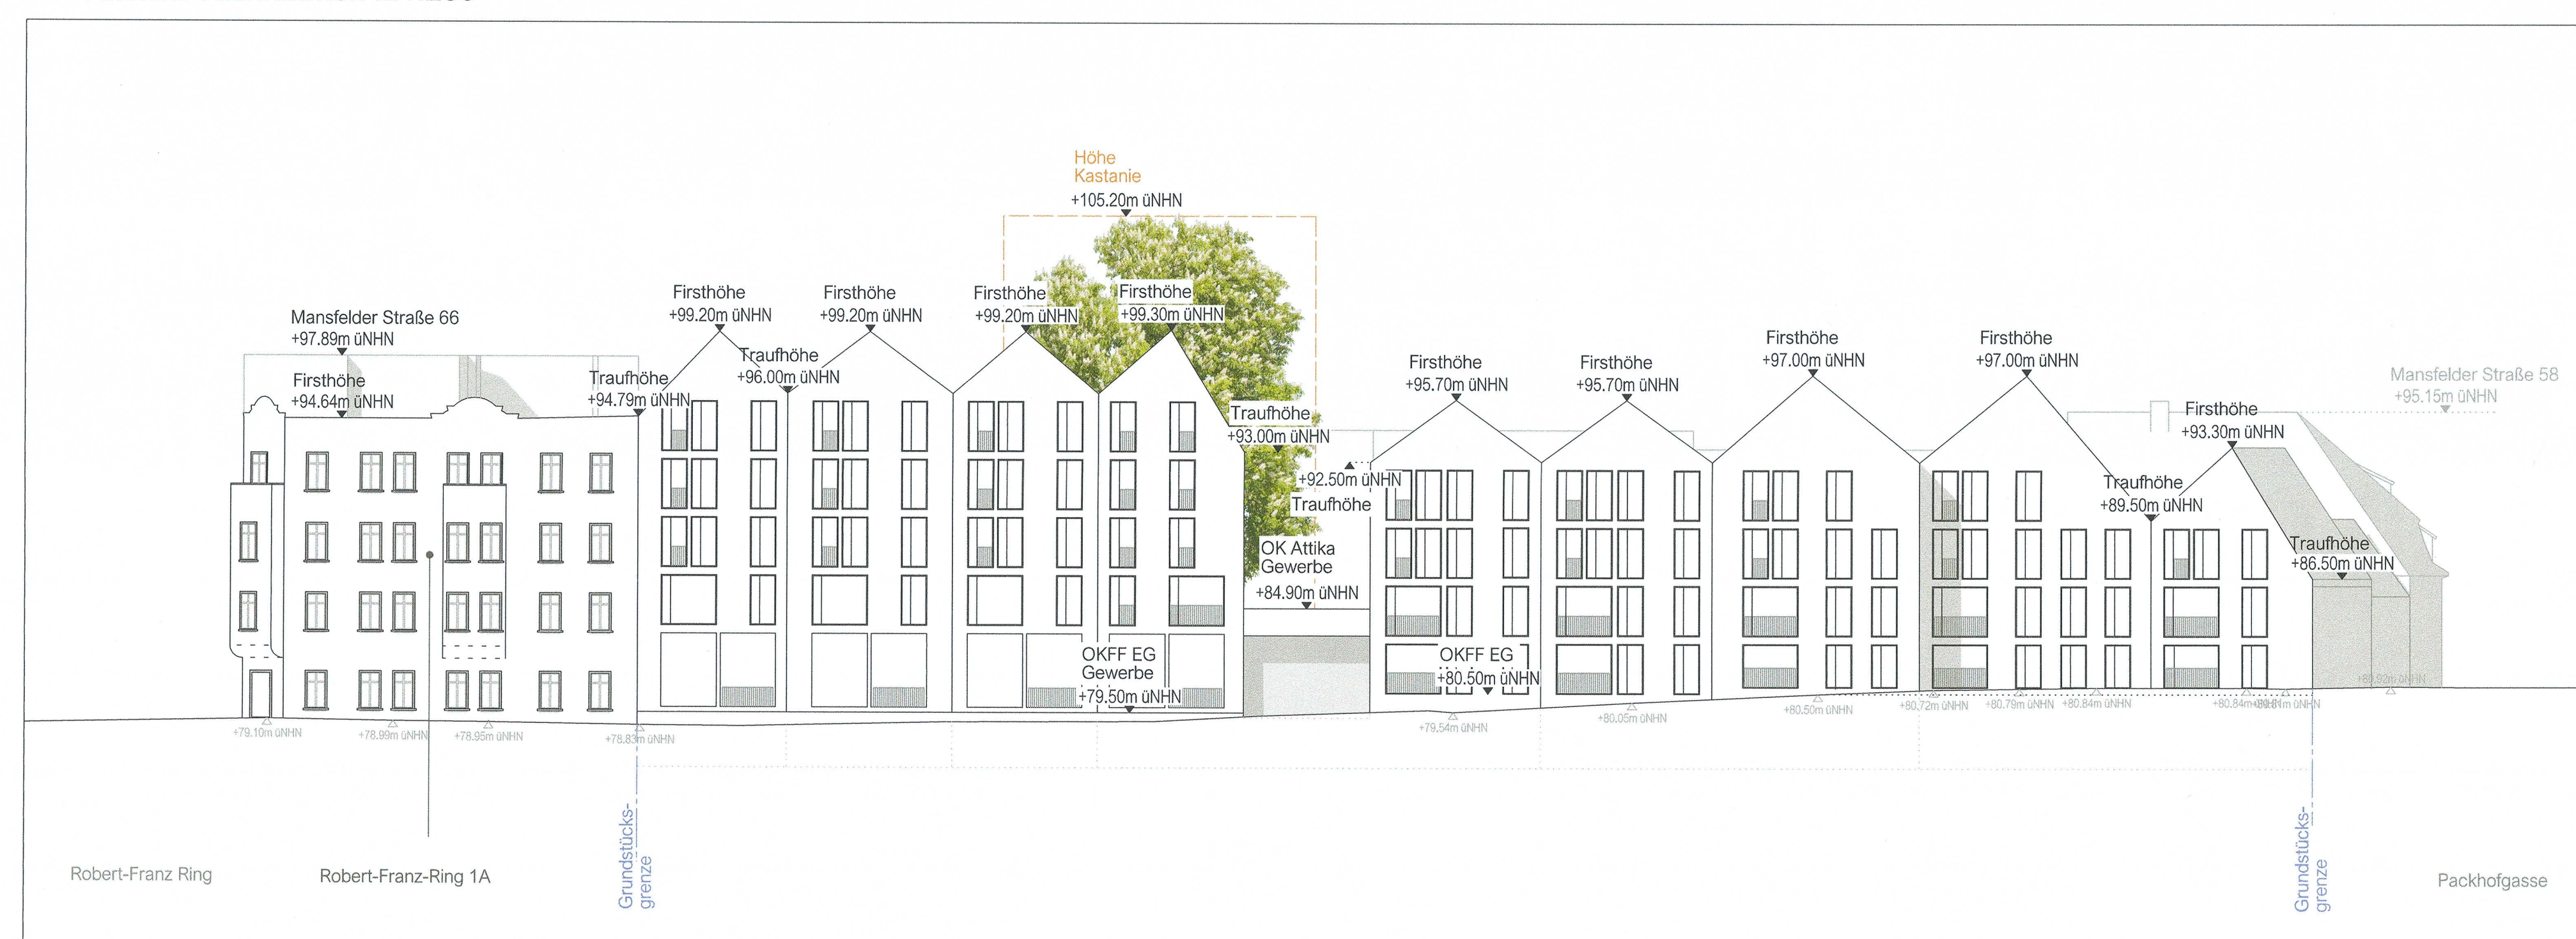 Höhe
Kastanie
+105.20m üNHN
Firsthöhe
+99.20m üNHN
Firsthöhe
+99.20m üNHN
Firsthöhe
+99.20m üNHN
Firsthöhe
+99.30m üNHN
Mansfelder Straße 66
+97.89m üNHN
Firsthöhe
+94.64m üNHN
Traufhöhe
+94.79m üNHN
Traufhöhe
+96.00m üNHN
Traufhöhe
+93.00m üNHN
+92.50m üNHN
Traufhöhe
OK Attika
Gewerbe
+84.90m üNHN
Firsthöhe
+95.70m üNHN
Firsthöhe
+95.70m üNHN
Firsthöhe
+97.00m üNHN
Firsthöhe
+97.00m üNHN
Mansfelder Straße 58
+95.15m üNHN
Firsthöhe
+93.30m üNHN
Traufhöhe
+89.50m üNHN
Traufhöhe
+86.50m üNHN
OKFF EG
Gewerbe
+79.50m üNHN
OKFF EG
+80.50m üNHN
+79.10m üNHN
+78.99m üNHN
+78.95m üNHN
+78.83m üNHN
+79.54m üNHN
+80.05m üNHN
+80.50m üNHN
+80.72m üNHN
+80.79m üNHN
+80.84m üNHN
+80.84m
+80.92m üNHN
Grundstücks-
grenze
Grundstücks-
grenze
Robert-Franz Ring
Robert-Franz-Ring 1A
Packhofgasse